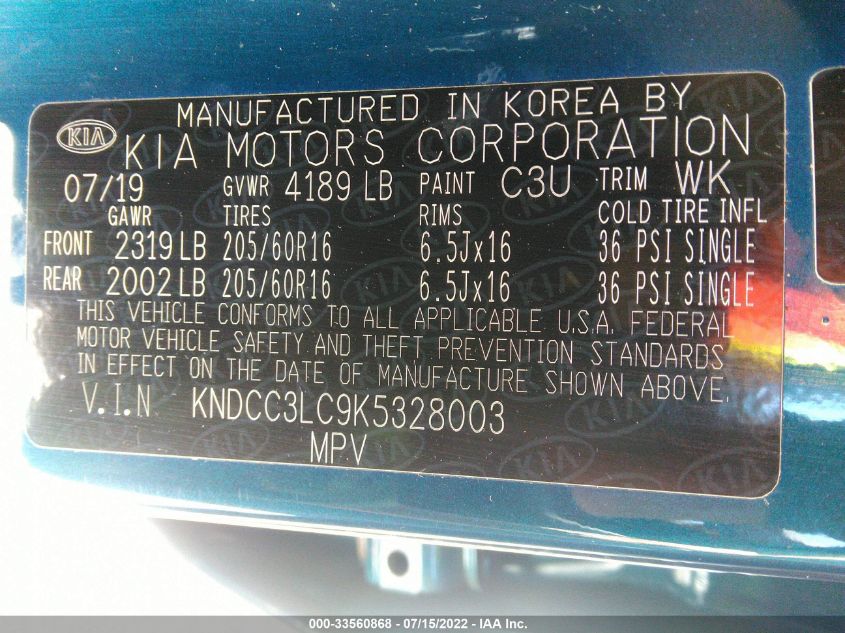 MANUFACTURED IN KOREA BY
KIA KIA MOTORS CORPORATION
07/19 GVWR 4189 LB PAINT C3U TRIM WK
GAWR TIRES RIMS COLD TIRE INFL
FRONT 2319 LB 205/60R16 6.5Jx16 36 PSI SINGLE
REAR 2002 LB 205/60R16 6.5Jx16 36 PSI SINGLE
THIS VEHICLE CONFORMS TO ALL APPLICABLE U.S.A. FEDERAL
MOTOR VEHICLE SAFETY AND THEFT PREVENTION STANDARDS
IN EFFECT ON THE DATE OF MANUFACTURE SHOWN ABOVE.
V.I.N KNDCC3LC9K5328003
MPV
000-33560868 - 07/15/2022 - IAA Inc.